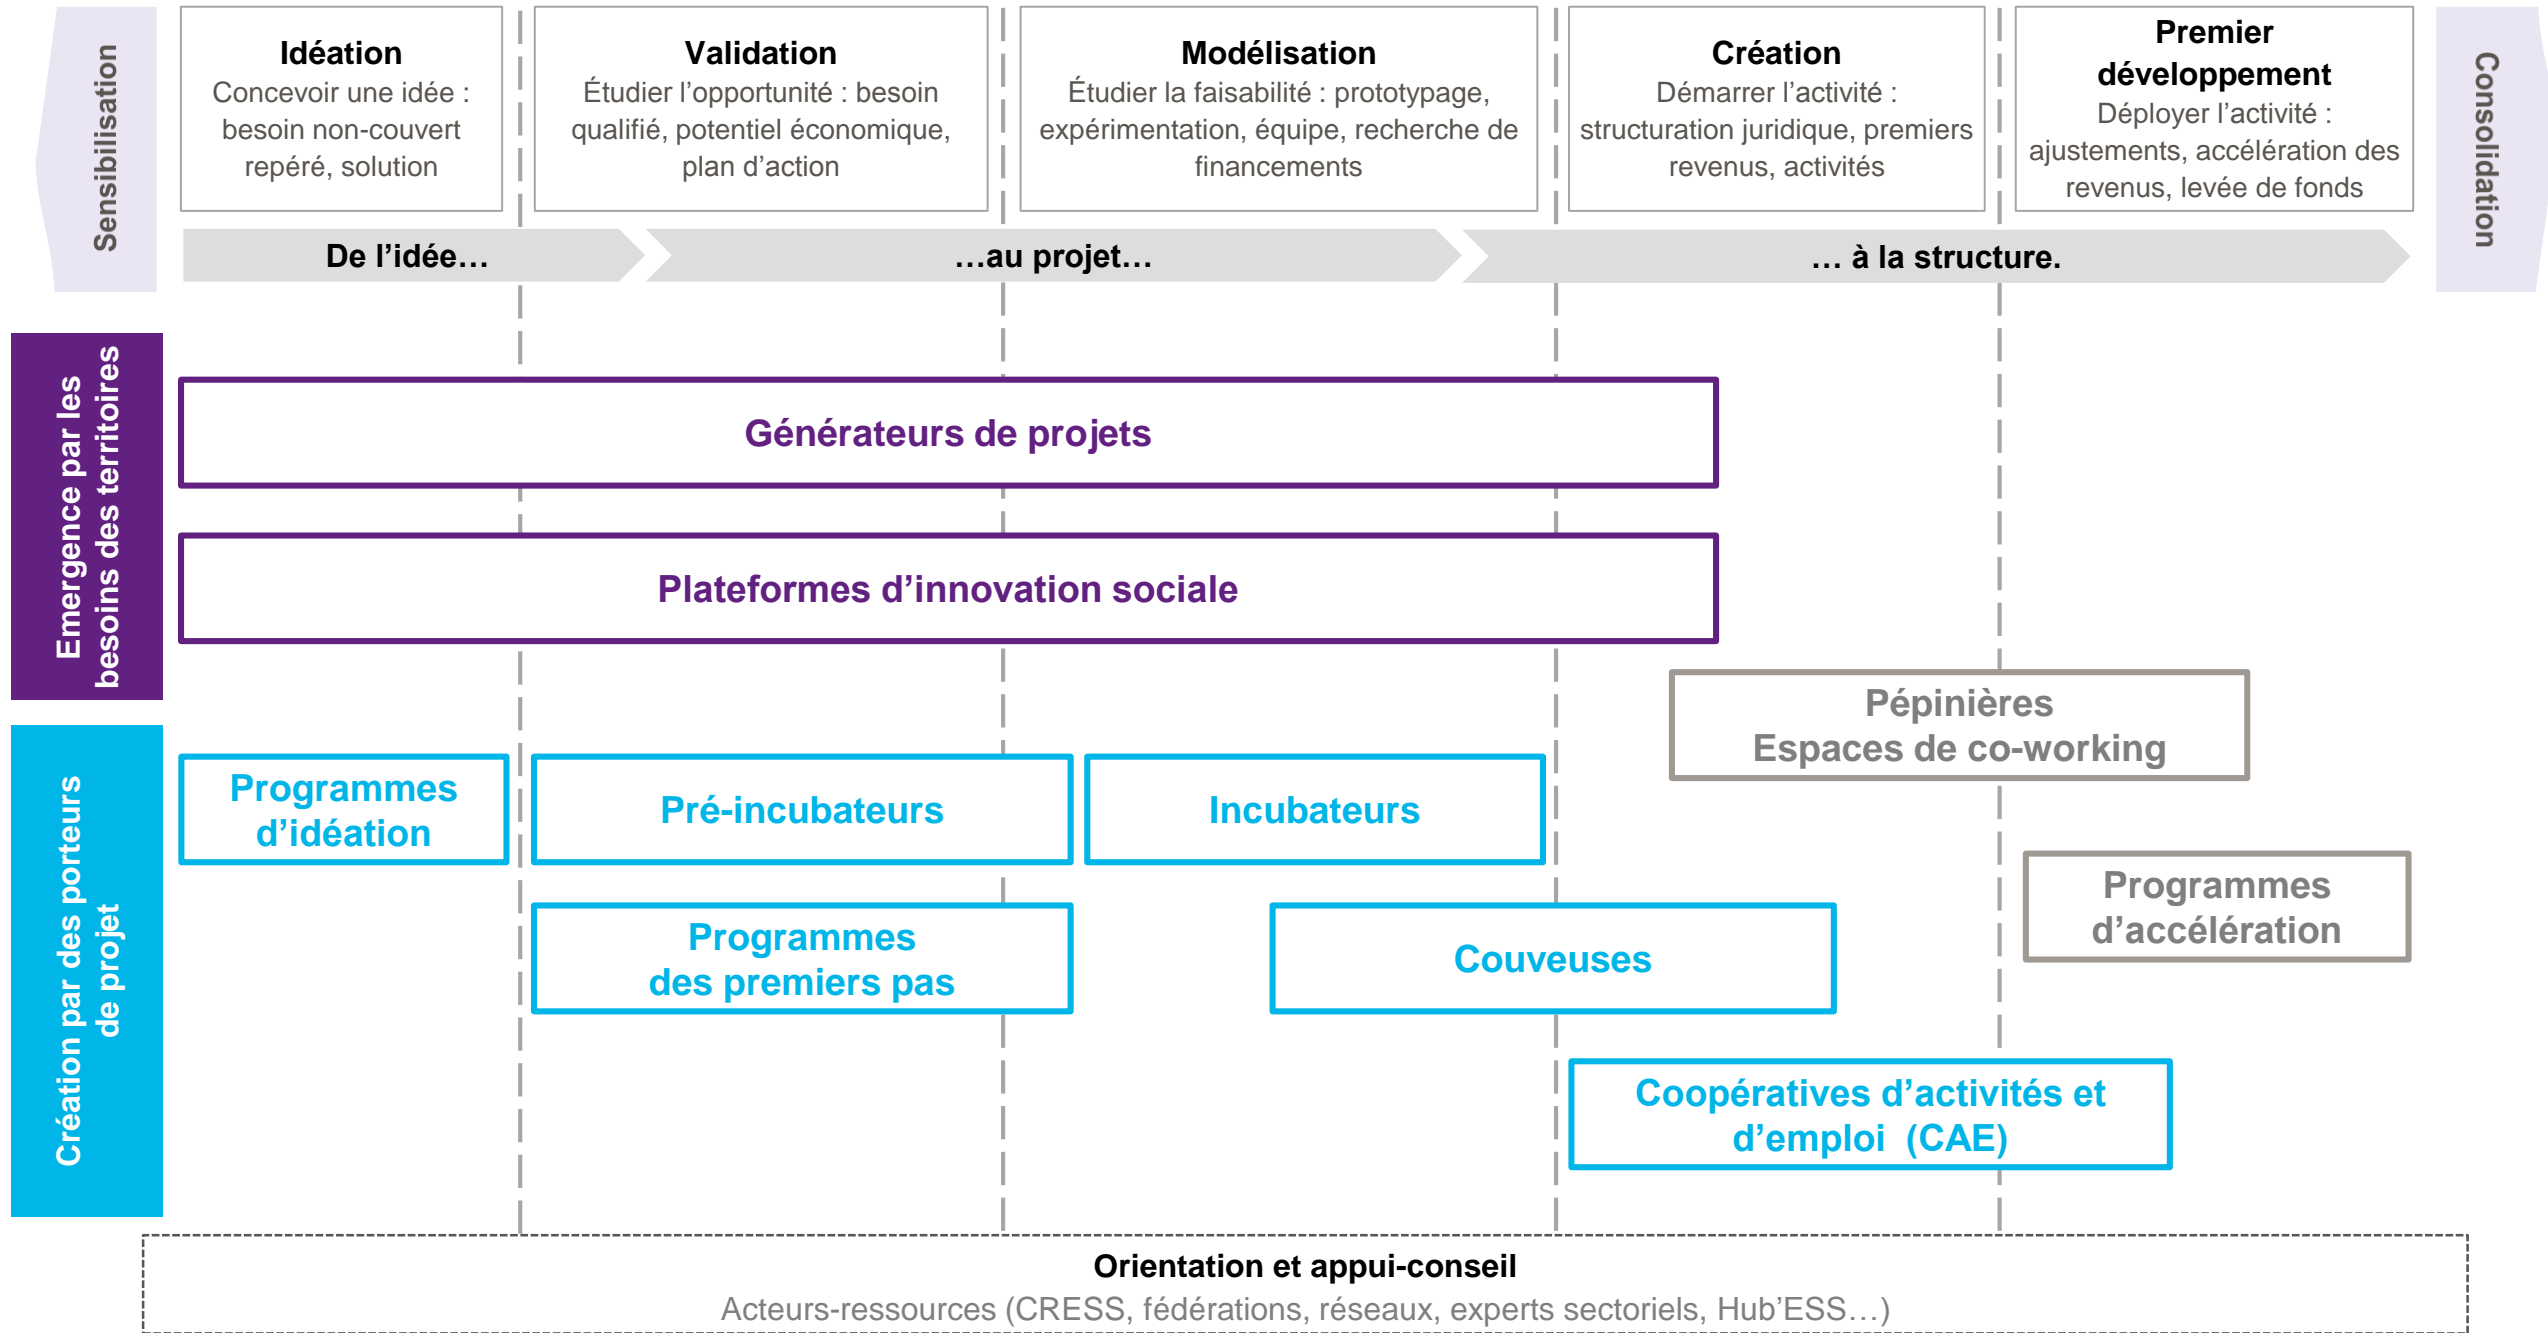 Sensibilisation
Idéation
Concevoir une idée :
besoin non-couvert
repéré, solution
Validation
Étudier l’opportunité : besoin
qualifié, potentiel économique,
plan d’action
Modélisation
Étudier la faisabilité : prototypage,
expérimentation, équipe, recherche de
financements
Création
Démarrer l’activité :
structuration juridique, premiers
revenus, activités
Premier
développement
Déployer l’activité :
ajustements, accélération des
revenus, levée de fonds
Consolidation
De l’idée…
…au projet…
… à la structure.
Emergence par les
besoins des territoires
Générateurs de projets
Plateformes d’innovation sociale
Pépinières
Espaces de co-working
Création par des porteurs
de projet
Programmes
d’idéation
Pré-incubateurs
Incubateurs
Programmes
d’accélération
Programmes
des premiers pas
Couveuses
Coopératives d’activités et
d’emploi  (CAE)
Orientation et appui-conseil
Acteurs-ressources (CRESS, fédérations, réseaux, experts sectoriels, Hub’ESS…)